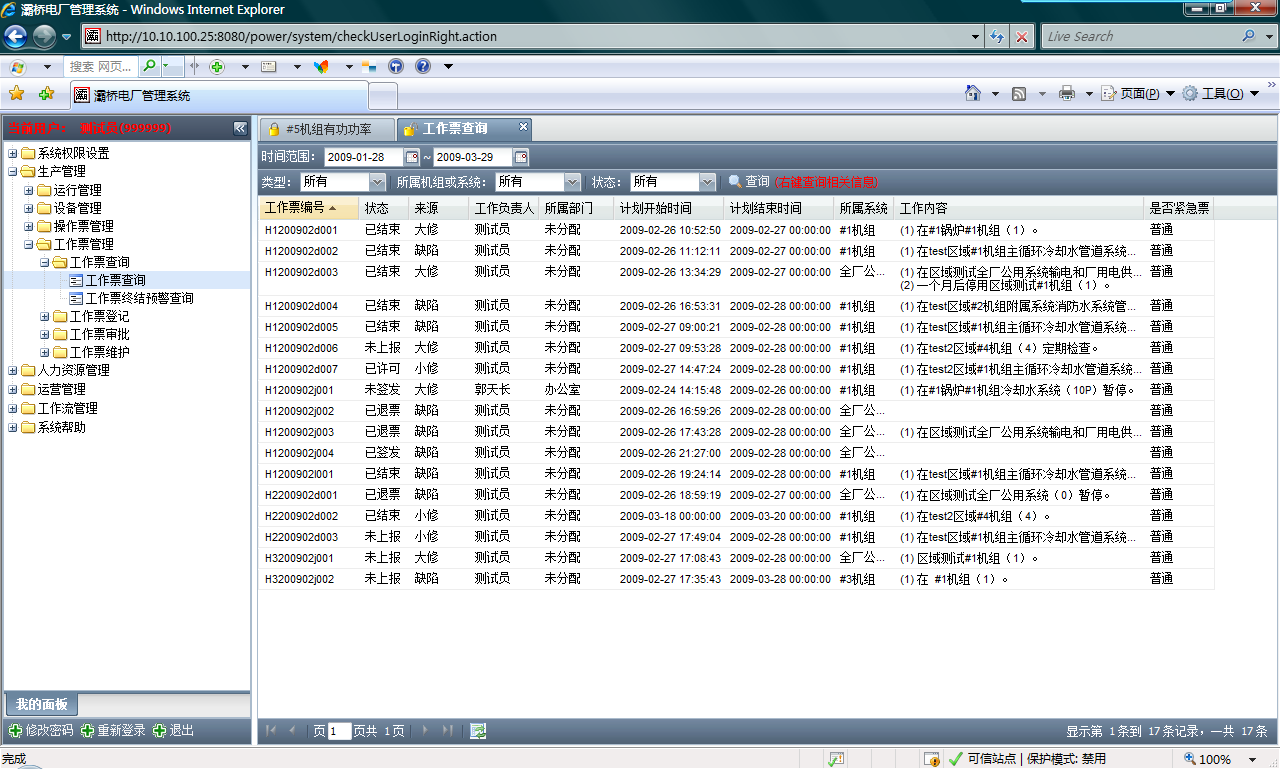 灞桥电厂管理系统 - Windows Internet Explorer
http://10.10.100.25:8080/power/system/checkUserLoginRight.action
Live Search
搜索 网页...
灞桥电厂管理系统
页面(P)
工具(O)
当前用户： 测试员(999999)
系统权限设置
生产管理
运行管理
设备管理
操作票管理
工作票管理
工作票查询
工作票查询
工作票终结预警查询
工作票登记
工作票审批
工作票维护
人力资源管理
运营管理
工作流管理
系统帮助
我的面板
修改密码 重新登录 退出
#5机组有功功率 工作票查询
时间范围： 2009-01-28 ~ 2009-03-29
类型： 所有 所属机组或系统： 所有 状态： 所有 查询 (右键查询相关信息)
工作票编号 状态 来源 工作负责人 所属部门 计划开始时间 计划结束时间 所属系统 工作内容 是否紧急票
H1200902d001 已结束 大修 测试员 未分配 2009-02-26 10:52:50 2009-02-27 00:00:00 #1机组 (1) 在#1锅炉#1机组（1）。 普通
H1200902d002 已结束 缺陷 测试员 未分配 2009-02-26 11:12:11 2009-02-27 00:00:00 #1机组 (1) 在test区域#1机组主循环冷却水管道系统... 普通
H1200902d003 已结束 大修 测试员 未分配 2009-02-26 13:34:29 2009-02-27 00:00:00 全厂公... (1) 在区域测试全厂公用系统输电和厂用电供... 普通
(2) 一个月后停用区域测试#1机组（1）。
H1200902d004 已结束 缺陷 测试员 未分配 2009-02-26 16:53:31 2009-02-27 00:00:00 #1机组 (1) 在test区域#2机组附属系统消防水系统管... 普通
H1200902d005 已结束 缺陷 测试员 未分配 2009-02-27 09:00:21 2009-02-28 00:00:00 #1机组 (1) 在test区域#1机组主循环冷却水管道系统... 普通
H1200902d006 未上报 大修 测试员 未分配 2009-02-27 09:53:28 2009-02-28 00:00:00 #1机组 (1) 在test2区域#4机组（4）定期检查。 普通
H1200902d007 已许可 小修 测试员 未分配 2009-02-27 14:47:24 2009-02-28 00:00:00 #1机组 (1) 在test2区域#1机组主循环冷却水管道系统... 普通
H1200902j001 未签发 大修 郭天长 办公室 2009-02-24 14:15:48 2009-02-26 00:00:00 #1机组 (1) 在#1锅炉#1机组冷却水系统（10P）暂停。 普通
H1200902j002 已退票 缺陷 测试员 未分配 2009-02-26 16:59:26 2009-02-28 00:00:00 全厂公... 普通
H1200902j003 已退票 缺陷 测试员 未分配 2009-02-26 17:43:28 2009-02-28 00:00:00 全厂公... (1) 在区域测试全厂公用系统输电和厂用电供... 普通
H1200902j004 已签发 缺陷 测试员 未分配 2009-02-26 21:27:00 2009-02-28 00:00:00 全厂公... 普通
H1200902l001 已结束 缺陷 测试员 未分配 2009-02-26 19:24:14 2009-02-28 00:00:00 #1机组 (1) 在test区域#1机组主循环冷却水管道系统... 普通
H2200902d001 已退票 缺陷 测试员 未分配 2009-02-26 18:59:19 2009-02-27 00:00:00 全厂公... (1) 在区域测试全厂公用系统（0）暂停。 普通
H2200902d002 已结束 小修 测试员 未分配 2009-03-18 00:00:00 2009-03-20 00:00:00 #1机组 (1) 在test2区域#4机组（4）。 普通
H2200902d003 未上报 小修 测试员 未分配 2009-02-27 17:49:04 2009-02-28 00:00:00 #1机组 (1) 在test区域#1机组主循环冷却水管道系统... 普通
H3200902j001 未上报 大修 测试员 未分配 2009-02-27 17:08:43 2009-02-28 00:00:00 全厂公... (1) 区域测试#1机组（1）。 普通
H3200902j002 未上报 缺陷 测试员 未分配 2009-02-27 17:35:43 2009-03-28 00:00:00 #3机组 (1) 在 #1机组（1）。 普通
页 1 页共 1 页
显示第 1 条到 17 条记录，一共 17 条
完成
可信站点 | 保护模式: 禁用
100%